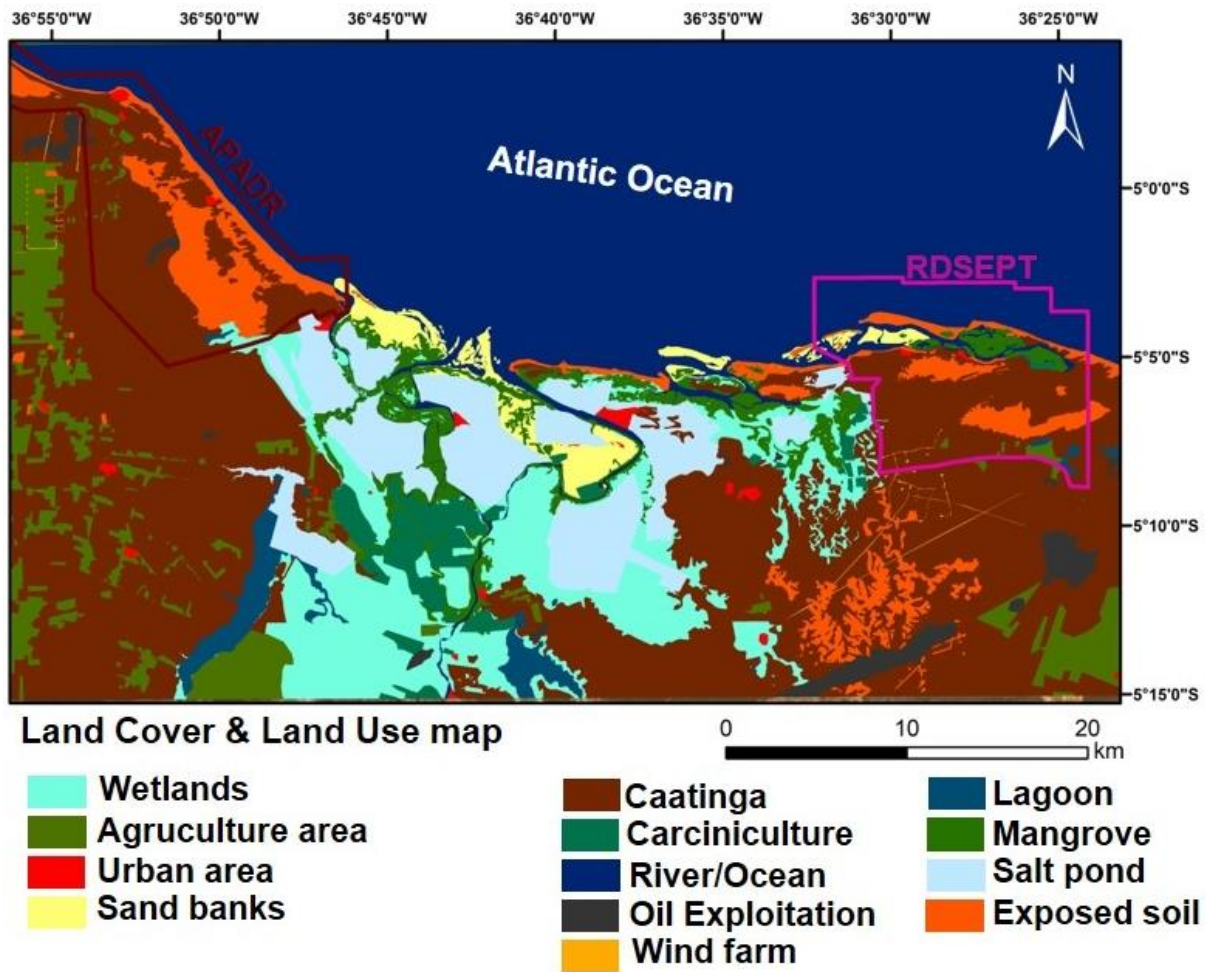 36°55'0"W 36°50'0"W 36°45'0"W 36°40'0"W 36°35'0"W 36°30'0"W 36°25'0"W
N
APADR
Atlantic Ocean
5°0'0"S
RDSEPT
5°5'0"S
5°10'0"S
5°15'0"S
Land Cover & Land Use map
0 10 20
km
Wetlands
Agruculture area
Urban area
Sand banks
Caatinga
Carciniculture
River/Ocean
Oil Exploitation
Wind farm
Lagoon
Mangrove
Salt pond
Exposed soil